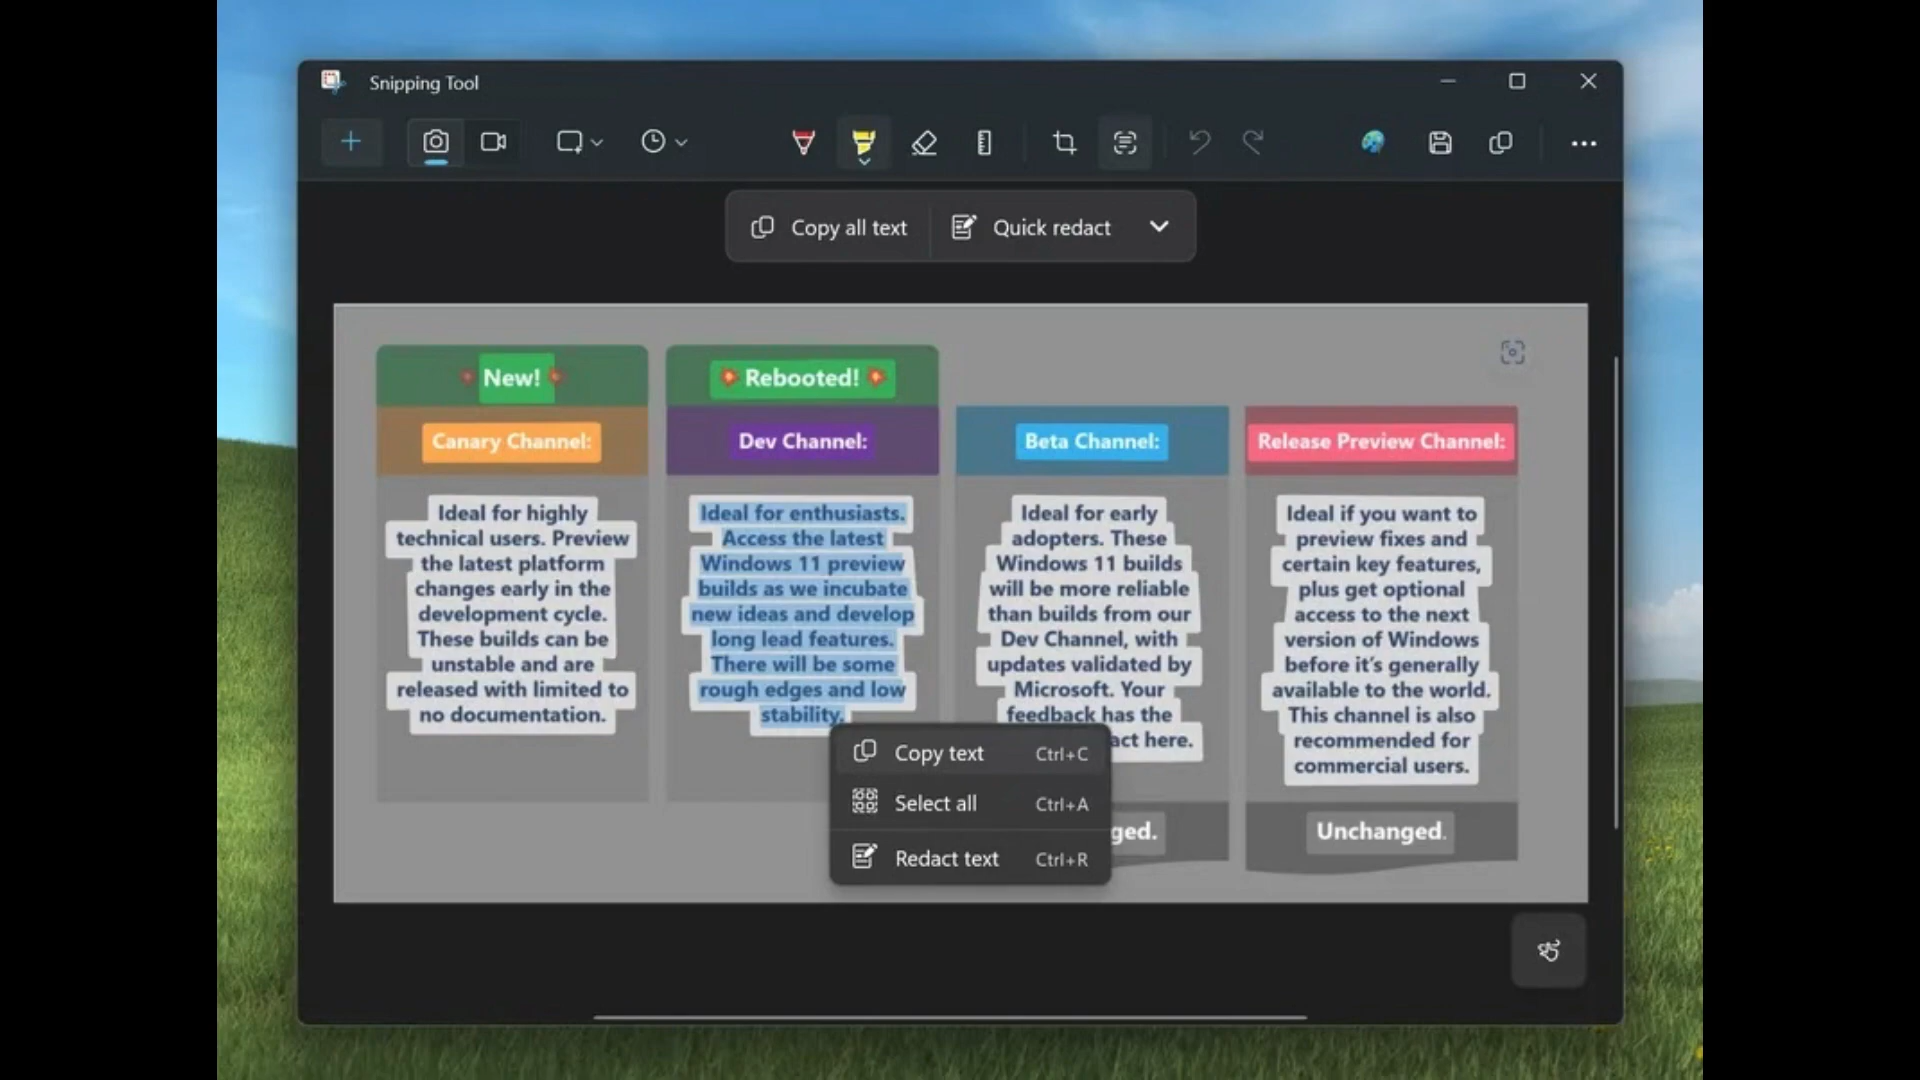 Snipping Tool
Copy all text
Quick redact
New!
Canary Channel:
Ideal for highly
technical users. Preview
the latest platform
changes early in the
development cycle.
These builds can be
unstable and are
released with limited to
no documentation.
Rebooted!
Dev Channel:
Ideal for enthusiasts.
Access the latest
Windows 11 preview
builds as we incubate
new ideas and develop
long lead features.
There will be some
rough edges and low
stability.
Beta Channel:
Ideal for early
adopters. These
Windows 11 builds
will be more reliable
than builds from our
Dev Channel, with
updates validated by
Microsoft. Your
feedback has the
here.
Release Preview Channel:
Ideal if you want to
preview fixes and
certain key features,
plus get optional
access to the next
version of Windows
before it's generally
available to the world.
This channel is also
recommended for
commercial users.
Unchanged.
Copy text Ctrl+C
Select all Ctrl+A
Redact text Ctrl+R